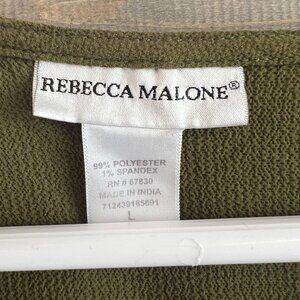 REBECCA MALONE®
99% POLYESTER
1% SPANDEX
RN # 67830
MADE IN INDIA
712439185691
L